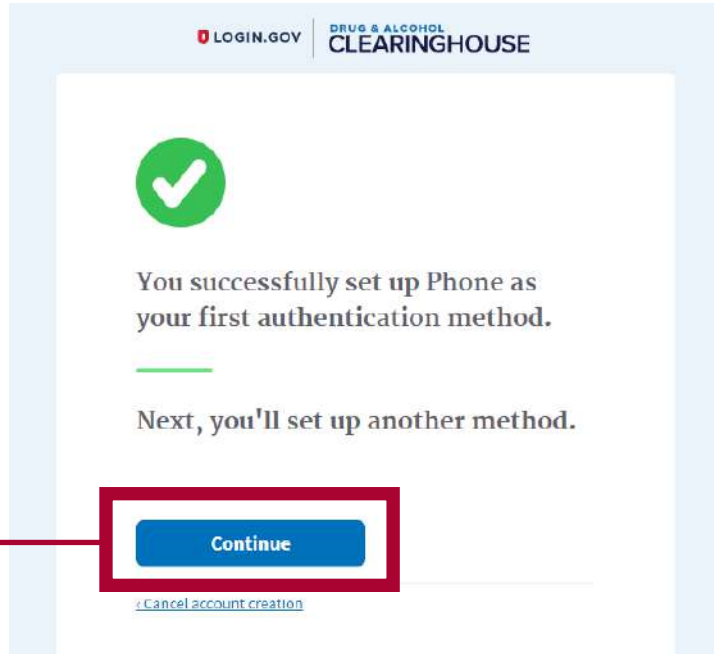 LOGIN.GOV
DRUG & ALCOHOL
CLEARINGHOUSE
You successfully set up Phone as
your first authentication method.
Next, you'll set up another method.
Continue
‹ Cancel account creation